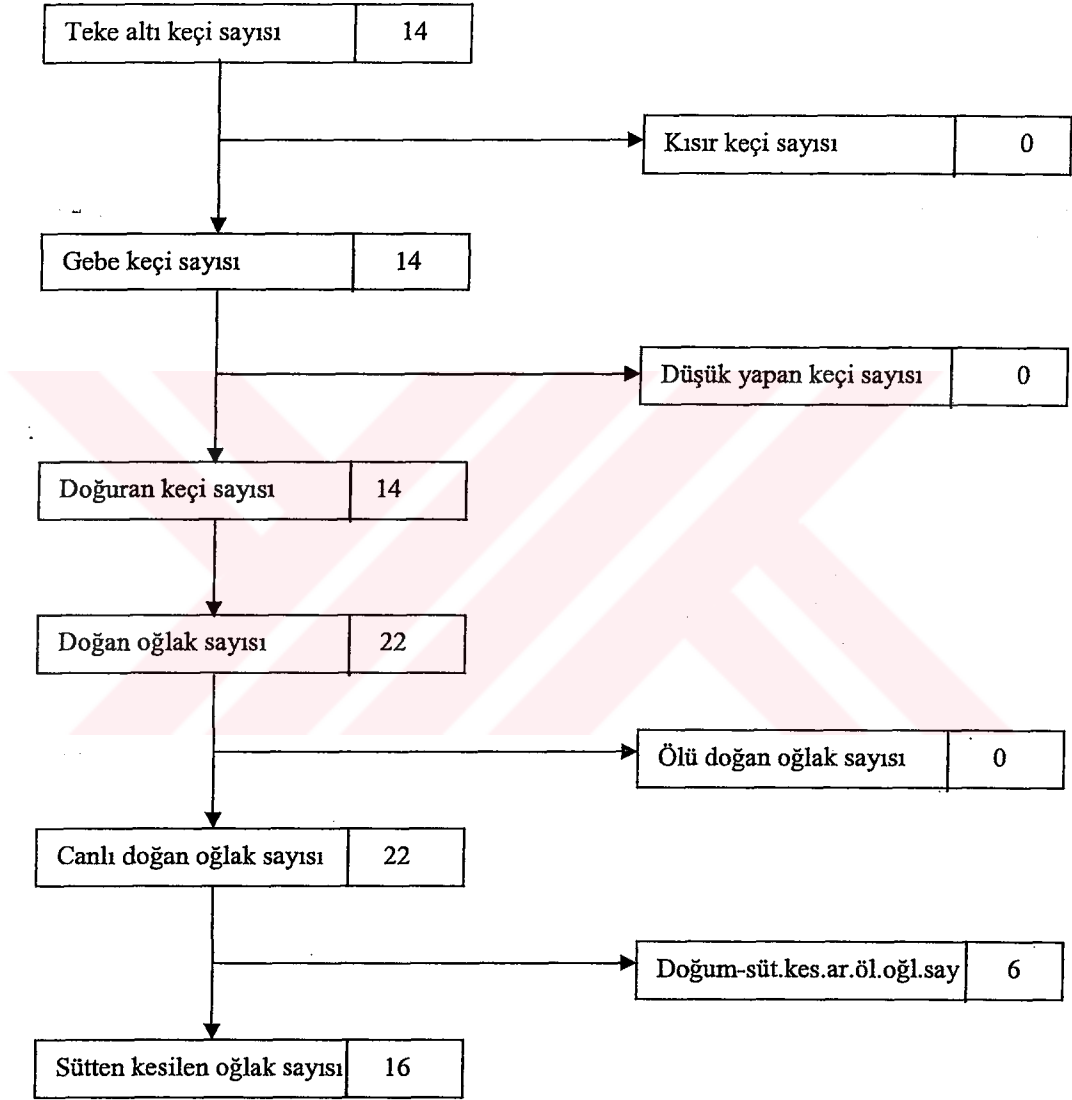 Teke altı keçi sayısı 14
Kısır keçi sayısı 0
Gebe keçi sayısı 14
Düşük yapan keçi sayısı 0
Doğuran keçi sayısı 14
Doğan oğlak sayısı 22
Ölü doğan oğlak sayısı 0
Canlı doğan oğlak sayısı 22
Doğum-süt.kes.ar.öl.oğl.say 6
Sütten kesilen oğlak sayısı 16